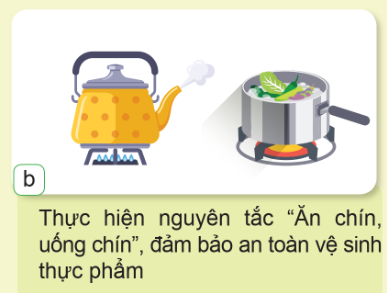 b
Thực hiện nguyên tắc “Ăn chín,
uống chín”, đảm bảo an toàn vệ sinh
thực phẩm